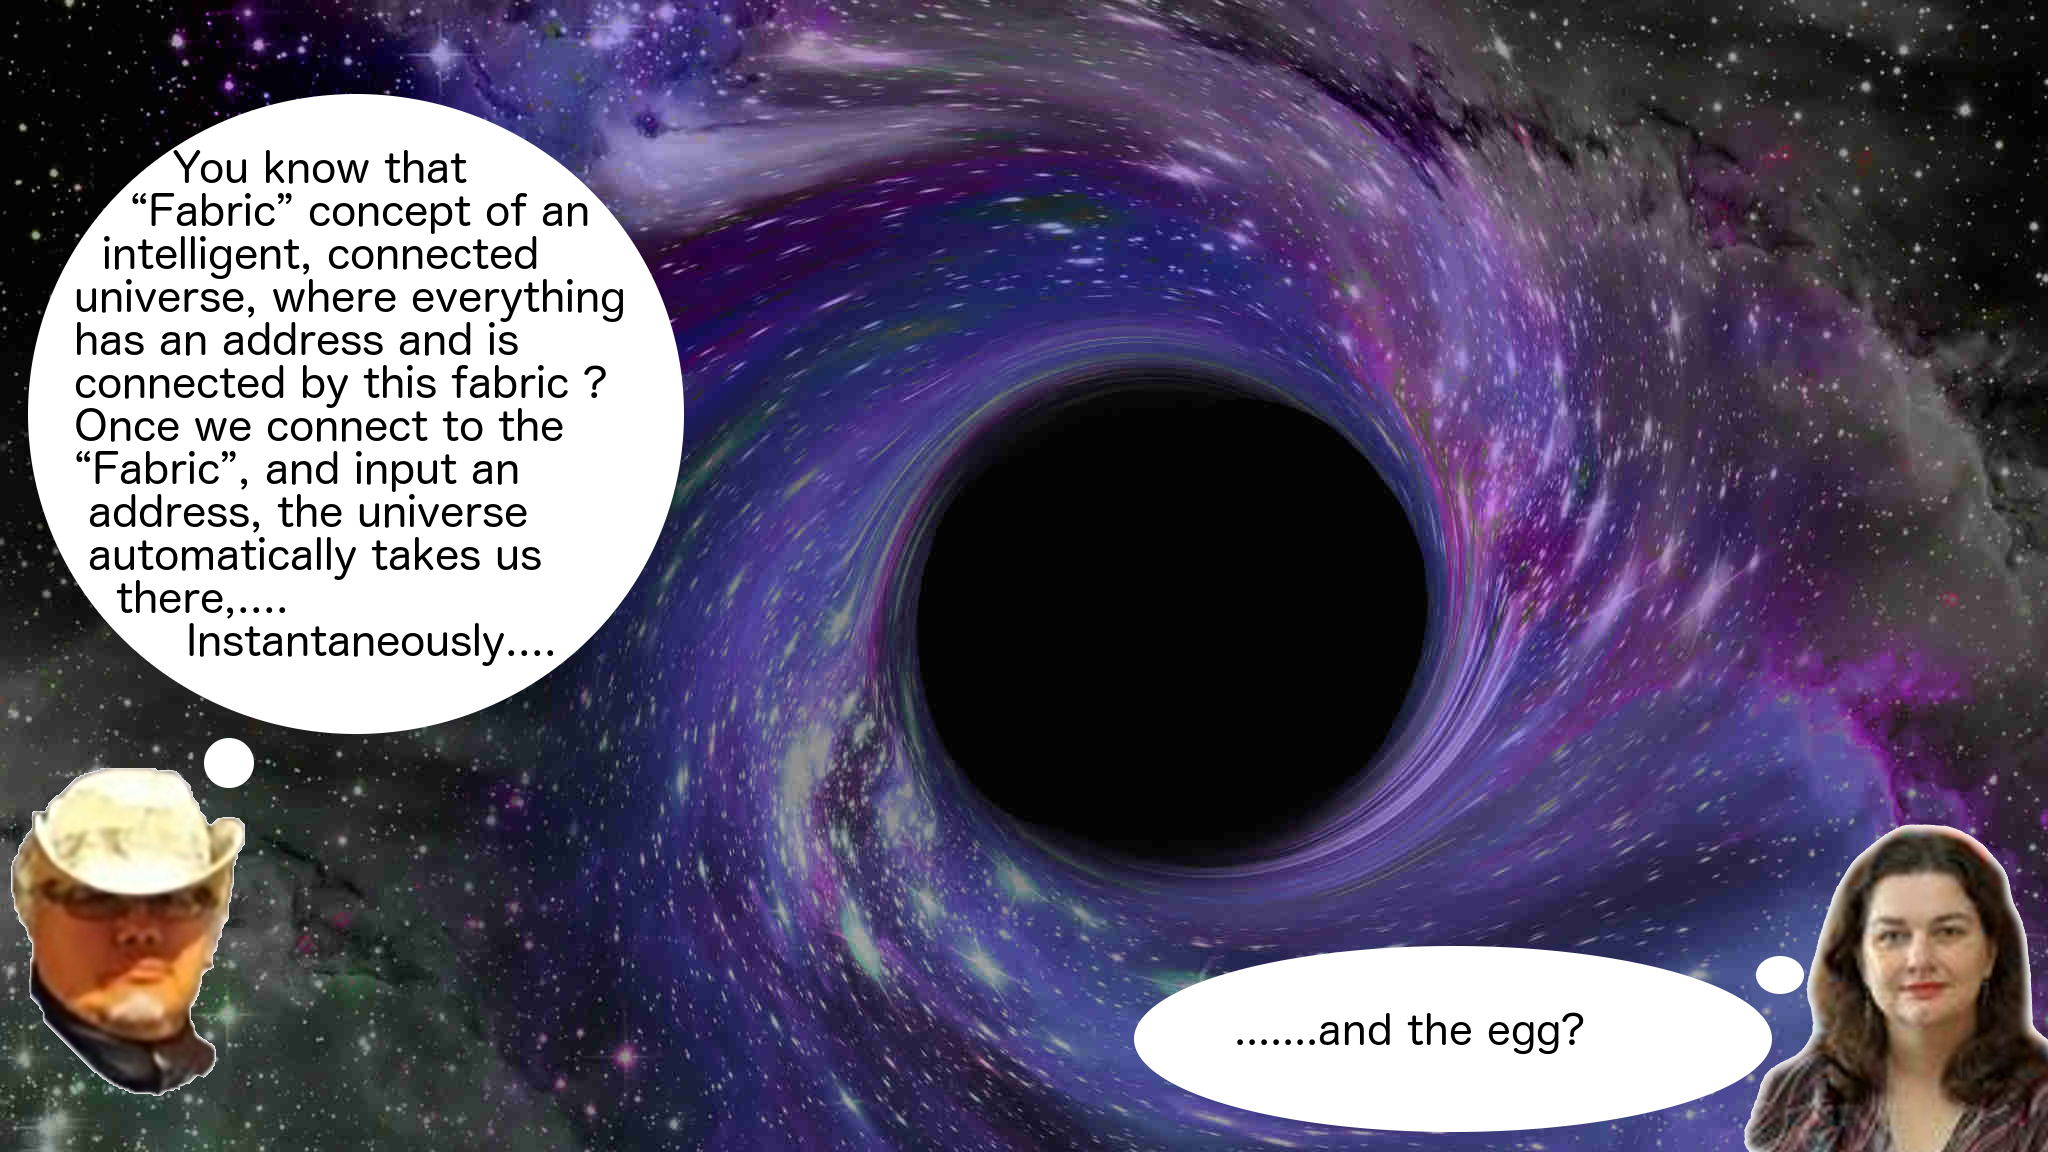 You know that
“Fabric” concept of an
intelligent, connected
universe, where everything
has an address and is
connected by this fabric ?
Once we connect to the
“Fabric”, and input an
address, the universe
automatically takes us
there,....
Instantaneously....
.......and the egg?